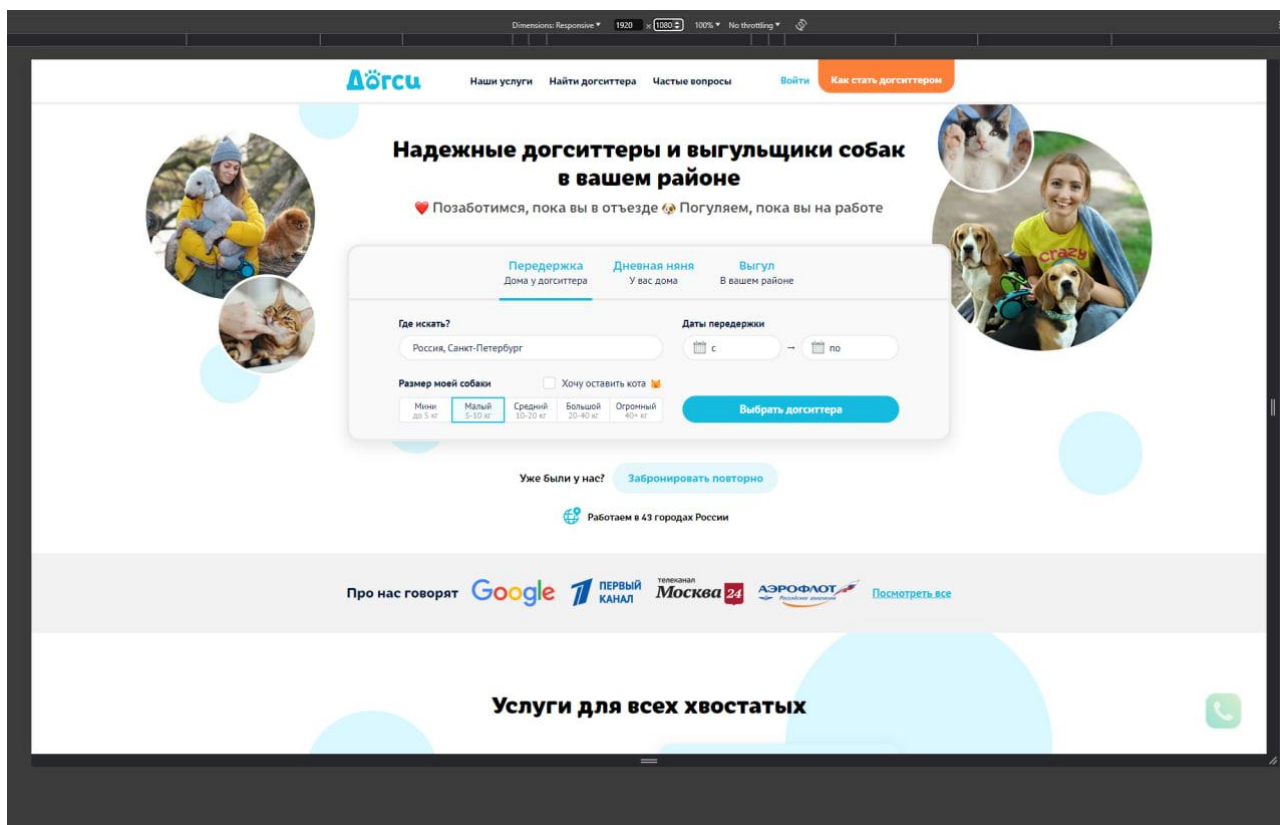 Dimensions: Responsive 1920 x 1080 100% No throttling
Догси Наши услуги Найти догситтера Частые вопросы Войти Как стать догситтером
Надежные догситтеры и выгульщики собак
в вашем районе
❤️ Позаботимся, пока вы в отъезде 🐶 Погуляем, пока вы на работе
CRAZY
Передержка Дневная няня Выгул
Дома у догситтера У вас дома В вашем районе
Где искать? Даты передержки
Россия, Санкт-Петербург с → по
Размер моей собаки Хочу оставить кота
Мини Малый Средний Большой Огромный
до 5 кг 5-10 кг 10-20 кг 20-40 кг 40+ кг
Выбрать догситтера
Уже были у нас? Забронировать повторно
Работаем в 43 городах России
Про нас говорят Google ПЕРВЫЙ КАНАЛ телеканал Москва 24 АЭРОФЛОТ Российские авиалинии Посмотреть все
Услуги для всех хвостатых